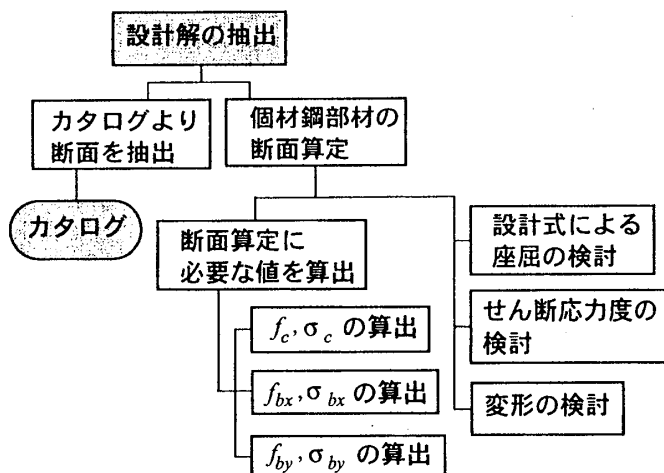 設計解の抽出
カタログより
断面を抽出
個材鋼部材の
断面算定
カタログ
断面算定に
必要な値を算出
設計式による
座屈の検討
f_c, σ_c の算出
せん断応力度の
検討
f_bx, σ_bx の算出
変形の検討
f_by, σ_by の算出